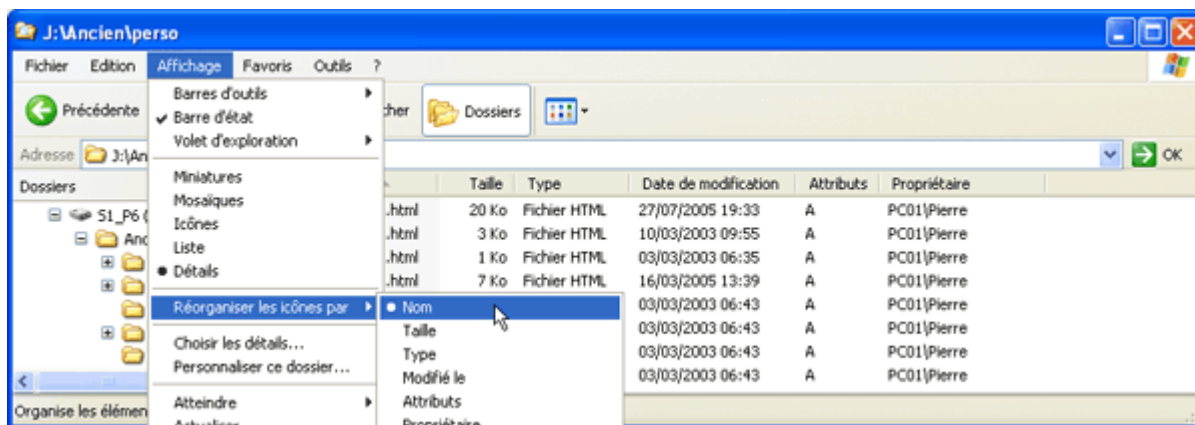 J:\Ancien\perso
Fichier Edition Affichage Favoris Outils ?
Précédente cher Dossiers
Adresse J:\An OK
Dossiers Taille Type Date de modification Attributs Propriétaire
S1_P6 ( .html 20 Ko Fichier HTML 27/07/2005 19:33 A PC01\Pierre
Anc .html 3 Ko Fichier HTML 10/03/2003 09:55 A PC01\Pierre
.html 1 Ko Fichier HTML 03/03/2003 06:35 A PC01\Pierre
.html 7 Ko Fichier HTML 16/03/2005 13:39 A PC01\Pierre
03/03/2003 06:43 A PC01\Pierre
03/03/2003 06:43 A PC01\Pierre
03/03/2003 06:43 A PC01\Pierre
03/03/2003 06:43 A PC01\Pierre
Organise les élémen
Barres d'outils
Barre d'état
Volet d'exploration
Miniatures
Mosaïques
Icônes
Liste
Détails
Réorganiser les icônes par
Choisir les détails...
Personnaliser ce dossier...
Atteindre
Actualiser
Nom
Taille
Type
Modifié le
Attributs
Propriétaire